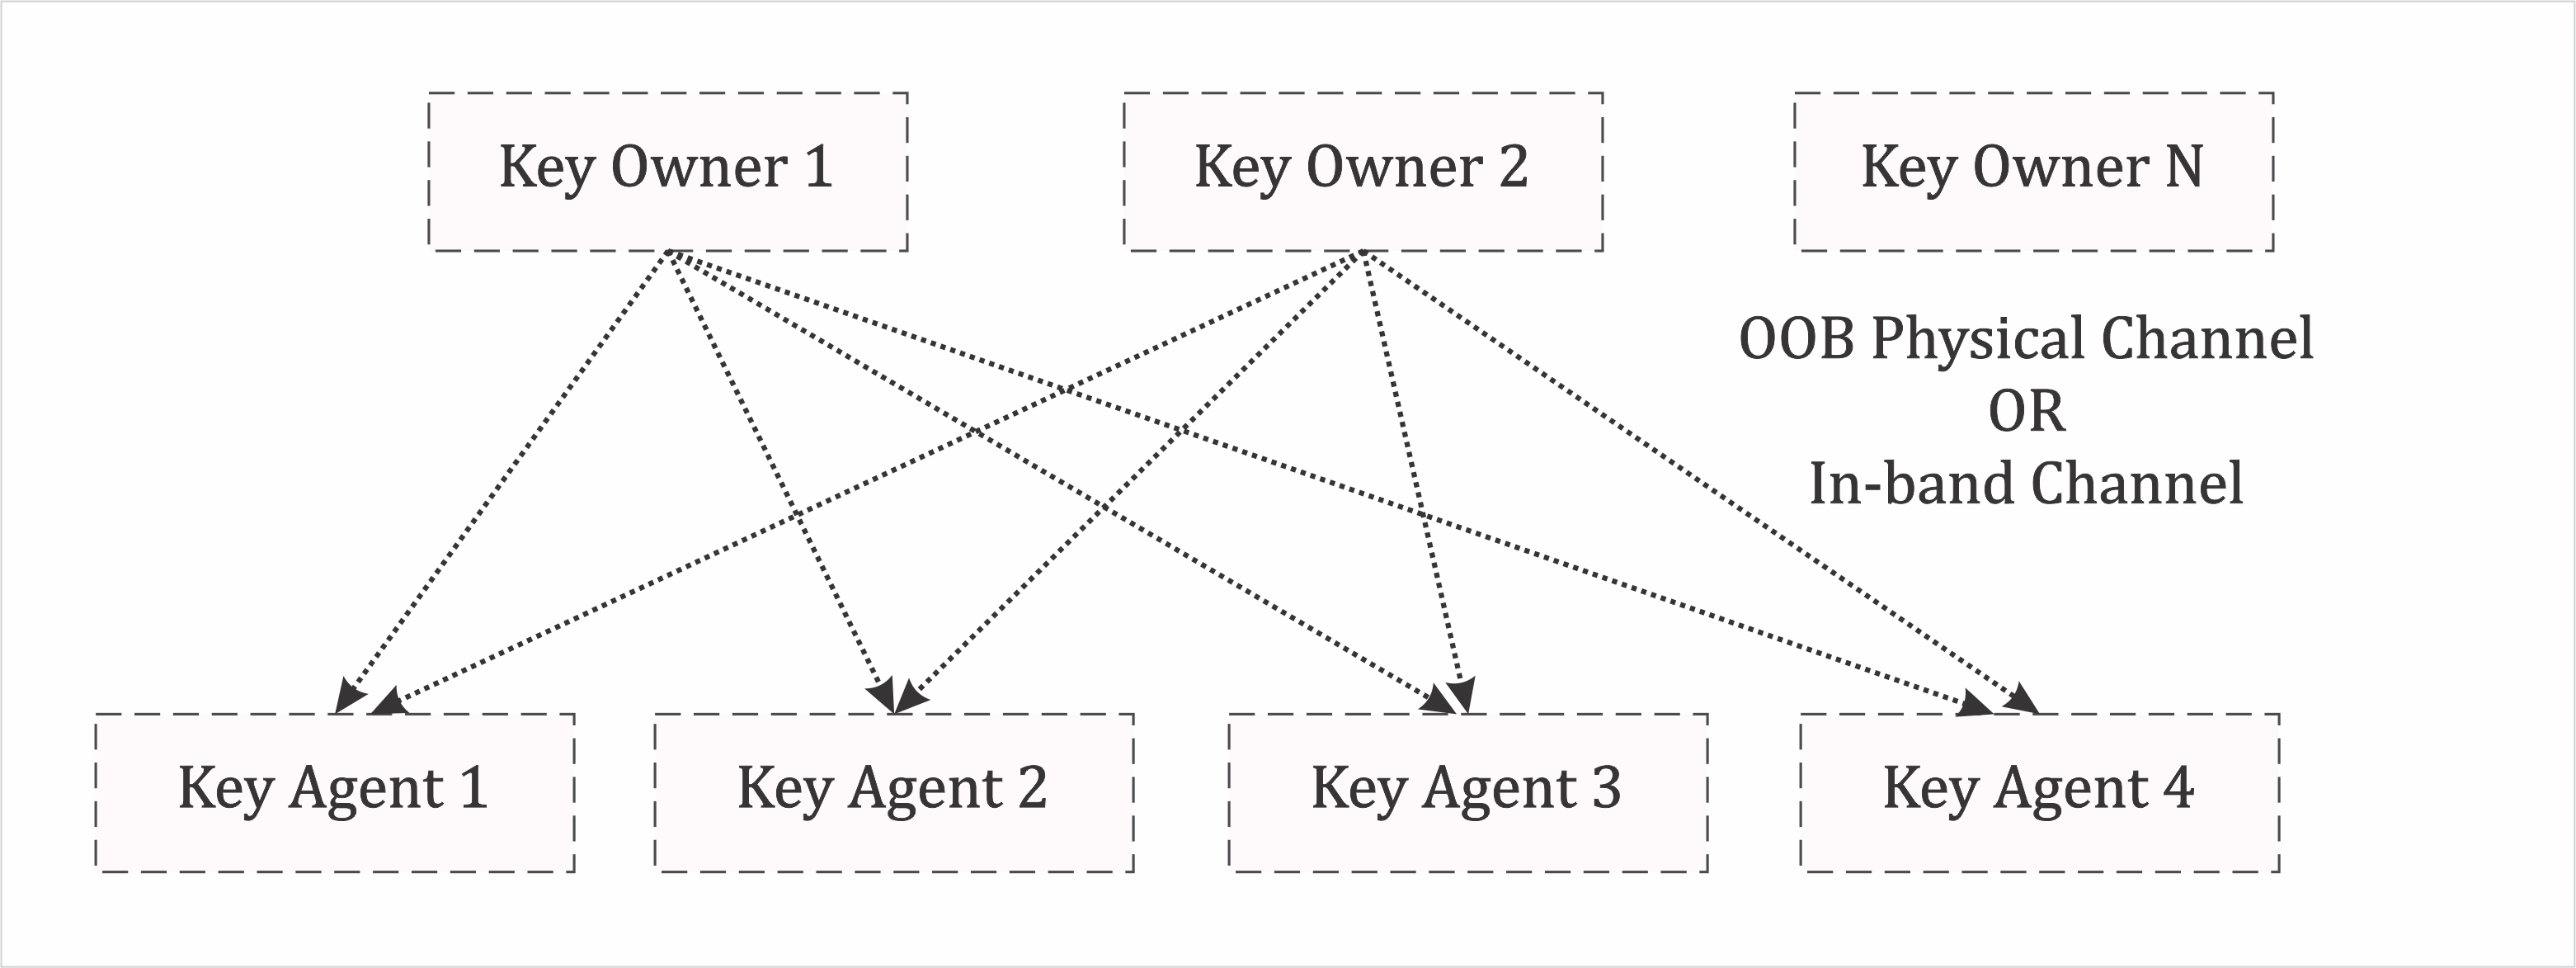 Key Owner 1
Key Owner 2
Key Owner N
OOB Physical Channel
OR
In-band Channel
Key Agent 1
Key Agent 2
Key Agent 3
Key Agent 4